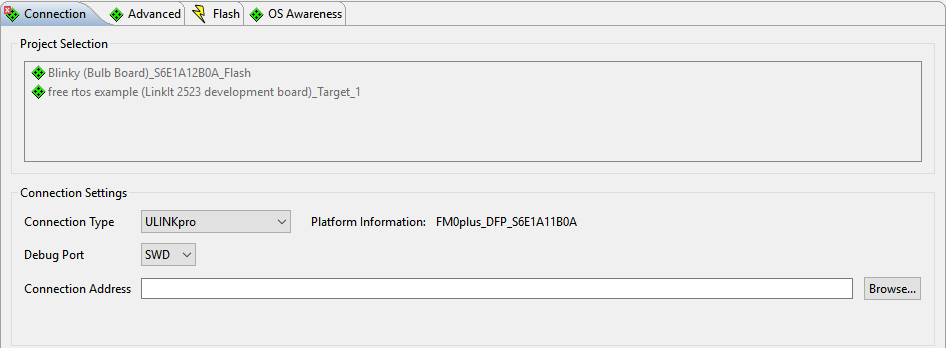 Connection Advanced Flash OS Awareness
Project Selection
Blinky (Bulb Board)_S6E1A12B0A_Flash
free rtos example (LinkIt 2523 development board)_Target_1
Connection Settings
Connection Type ULINKpro Platform Information: FM0plus_DFP_S6E1A11B0A
Debug Port SWD
Connection Address Browse...